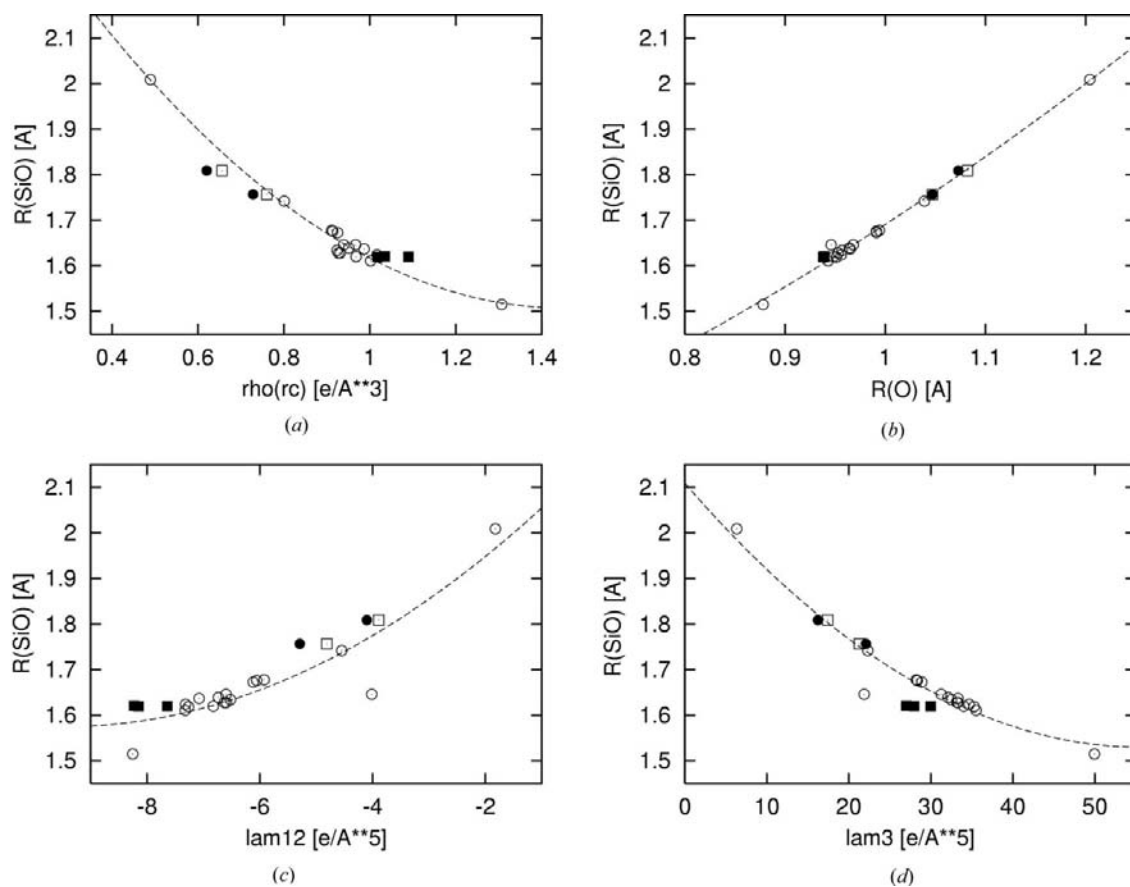 (a)
(b)
2.1
2
1.9
1.8
1.7
1.6
1.5
R(SiO) [A]
0.4 0.6 0.8 1 1.2 1.4
rho(rc) [e/A**3]
(a)
2.1
2
1.9
1.8
1.7
1.6
1.5
R(SiO) [A]
0.8 0.9 1 1.1 1.2
R(O) [A]
(b)
2.1
2
1.9
1.8
1.7
1.6
1.5
R(SiO) [A]
-8 -6 -4 -2
lam12 [e/A**5]
(c)
2.1
2
1.9
1.8
1.7
1.6
1.5
R(SiO) [A]
0 10 20 30 40 50
lam3 [e/A**5]
(d)